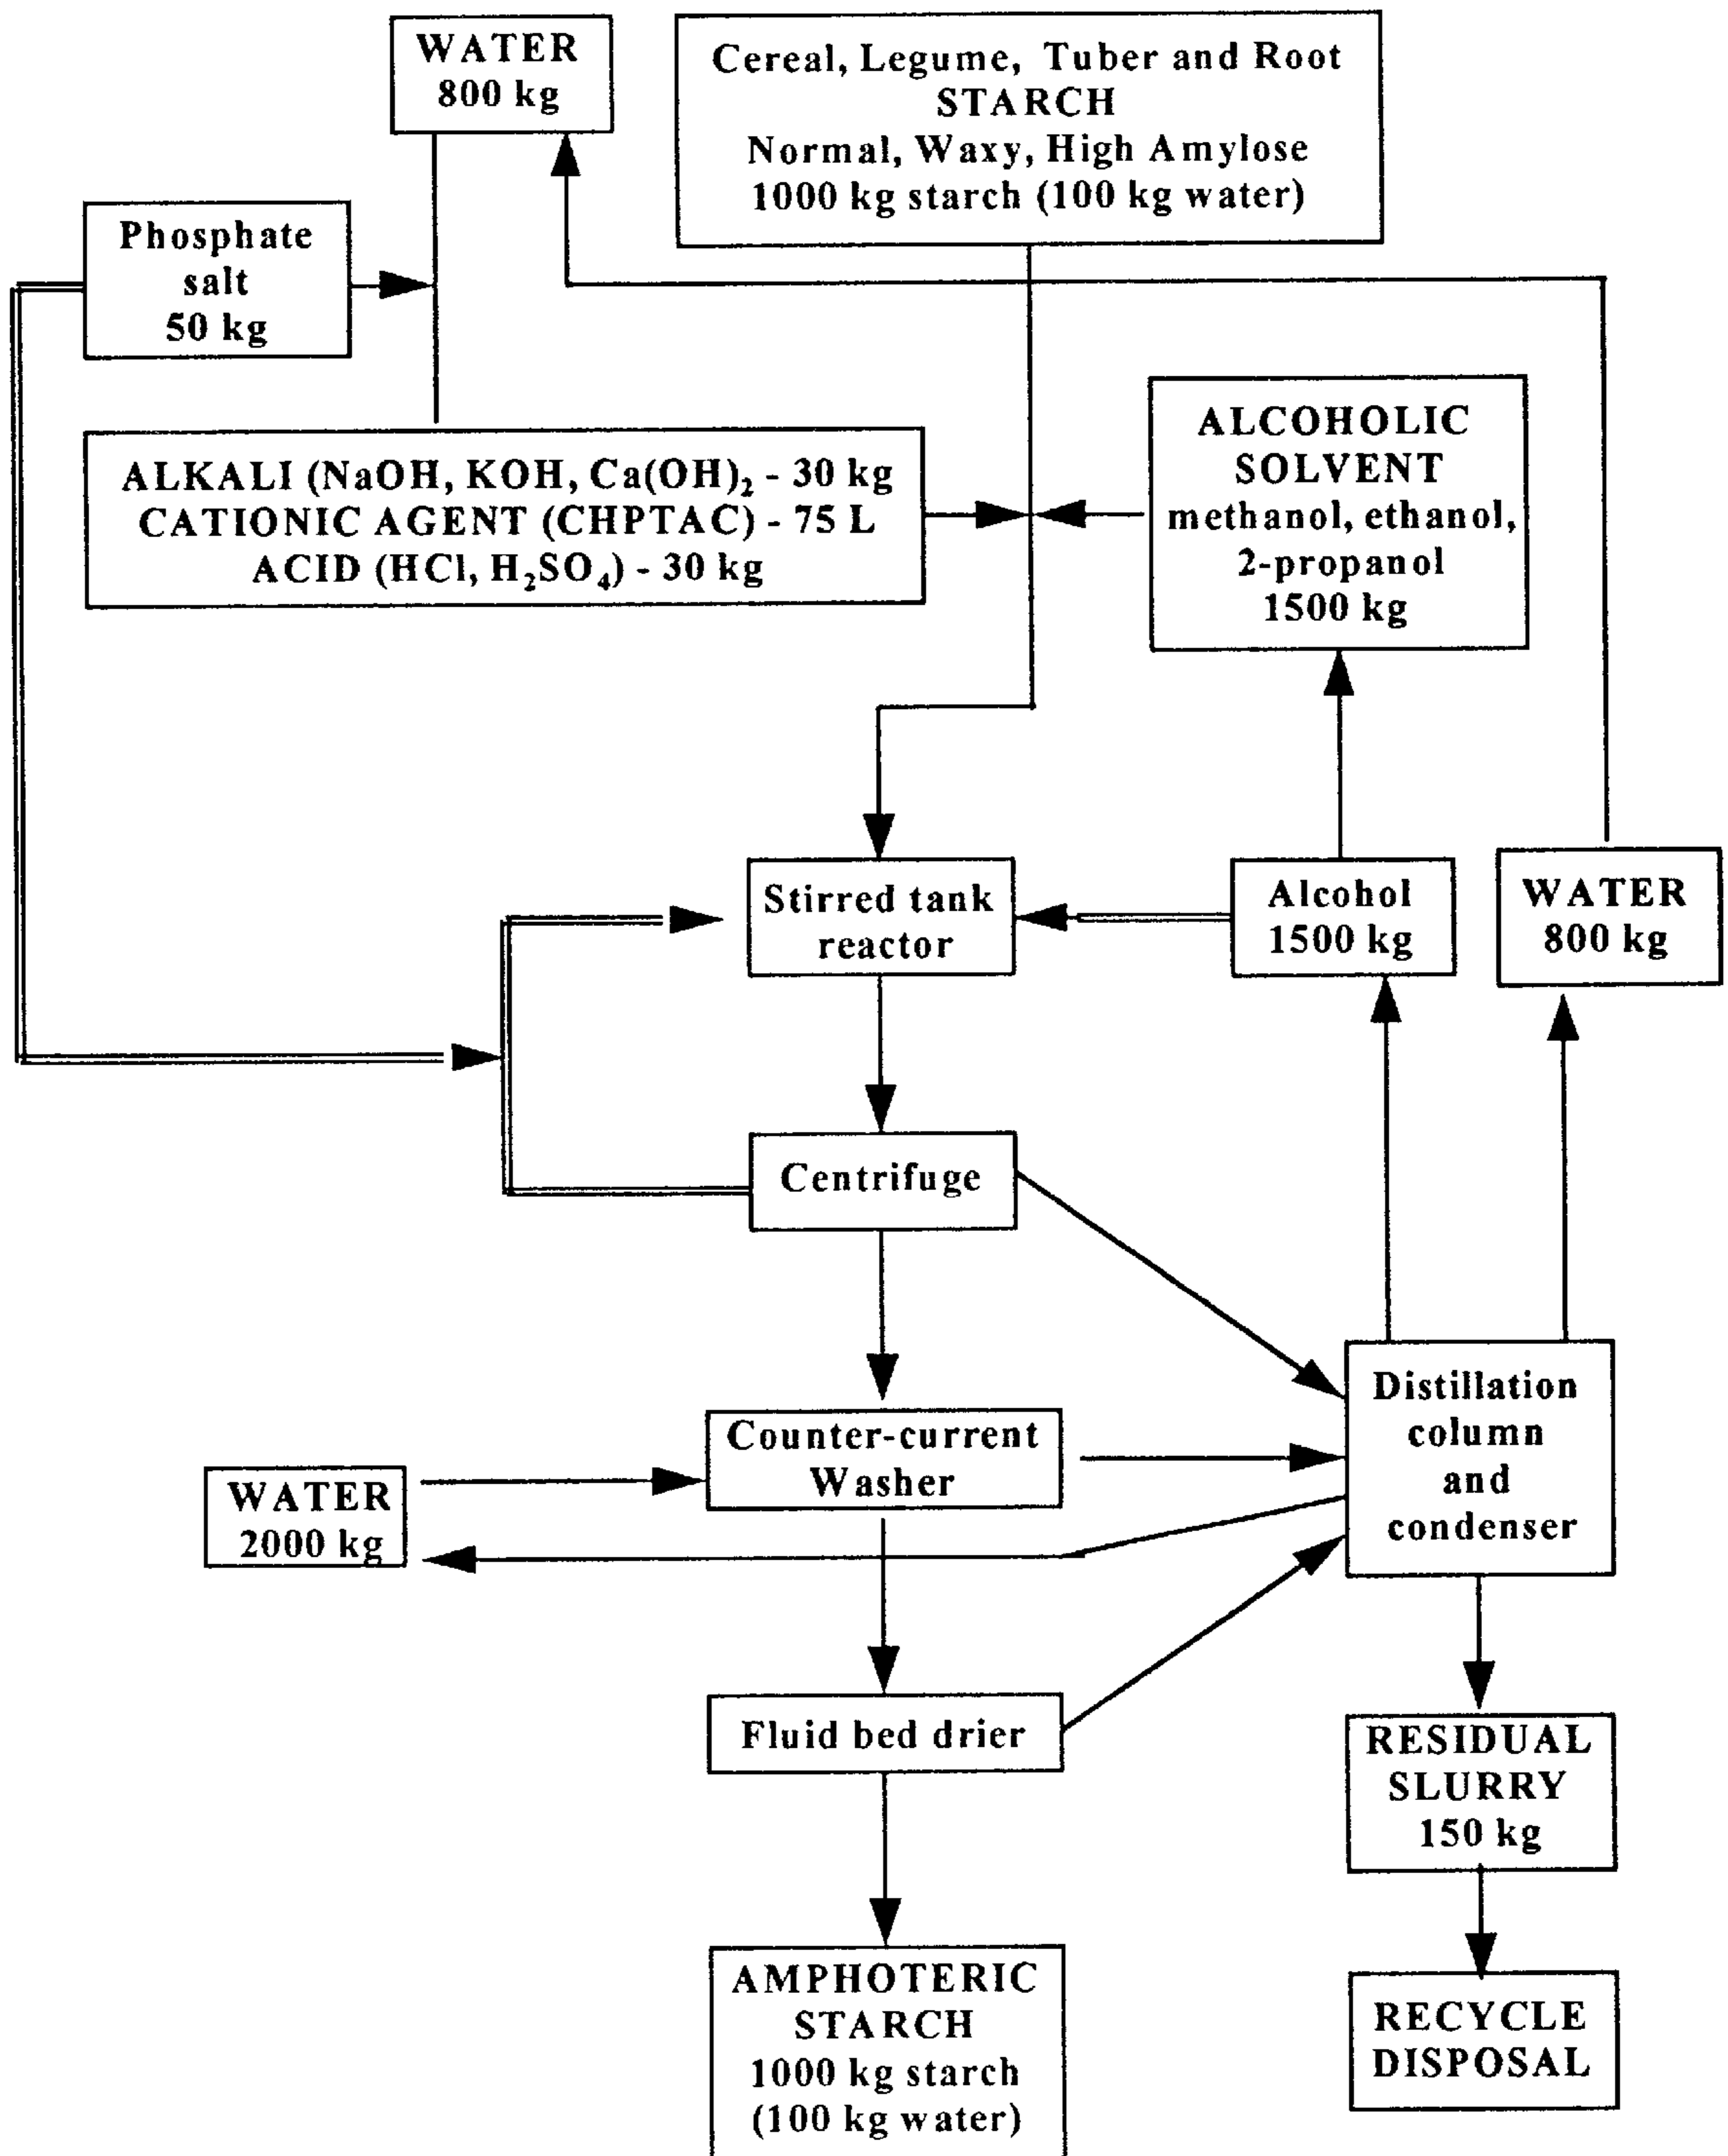 WATER
800 kg
Cereal, Legume, Tuber and Root
STARCH
Normal, Waxy, High Amylose
1000 kg starch (100 kg water)
Phosphate
salt
50 kg
ALKALI (NaOH, KOH, Ca(OH)₂ - 30 kg
CATIONIC AGENT (CHPTAC) - 75 L
ACID (HCl, H₂SO₄) - 30 kg
ALCOHOLIC
SOLVENT
methanol, ethanol,
2-propanol
1500 kg
Stirred tank
reactor
Alcohol
1500 kg
WATER
800 kg
Centrifuge
Counter-current
Washer
WATER
2000 kg
Distillation
column
and
condenser
Fluid bed drier
RESIDUAL
SLURRY
150 kg
AMPHOTERIC
STARCH
1000 kg starch
(100 kg water)
RECYCLE
DISPOSAL